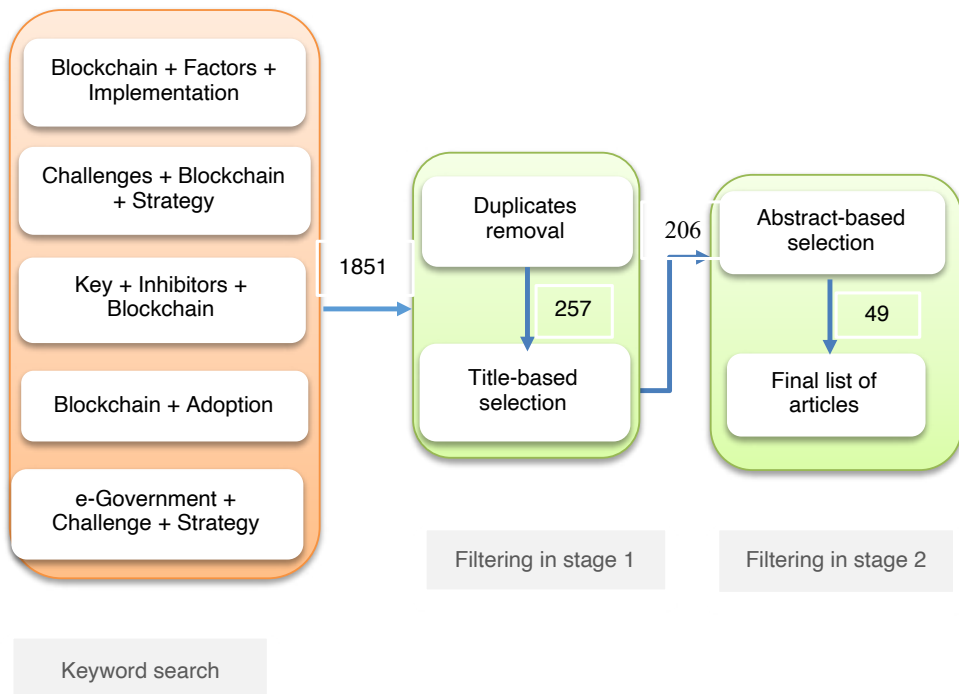 Blockchain + Factors +
Implementation
Challenges + Blockchain
+ Strategy
Key + Inhibitors +
Blockchain
Blockchain + Adoption
e-Government +
Challenge + Strategy
Keyword search
1851
Duplicates
removal
257
Title-based
selection
Filtering in stage 1
206
Abstract-based
selection
49
Final list of
articles
Filtering in stage 2